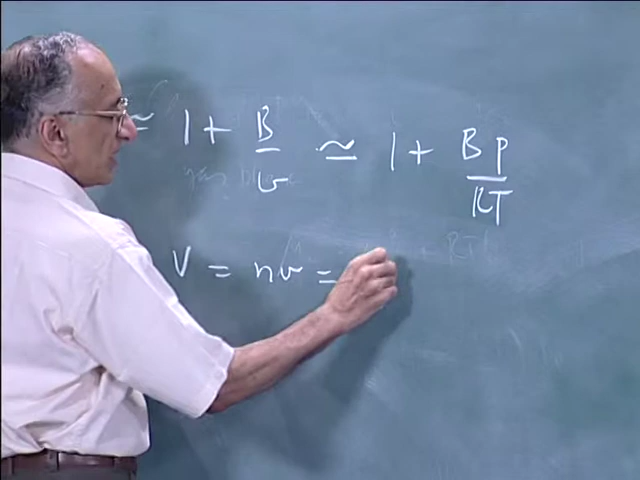 ≃ 1 + B/v ≃ 1 + Bp/RT
V = nv =